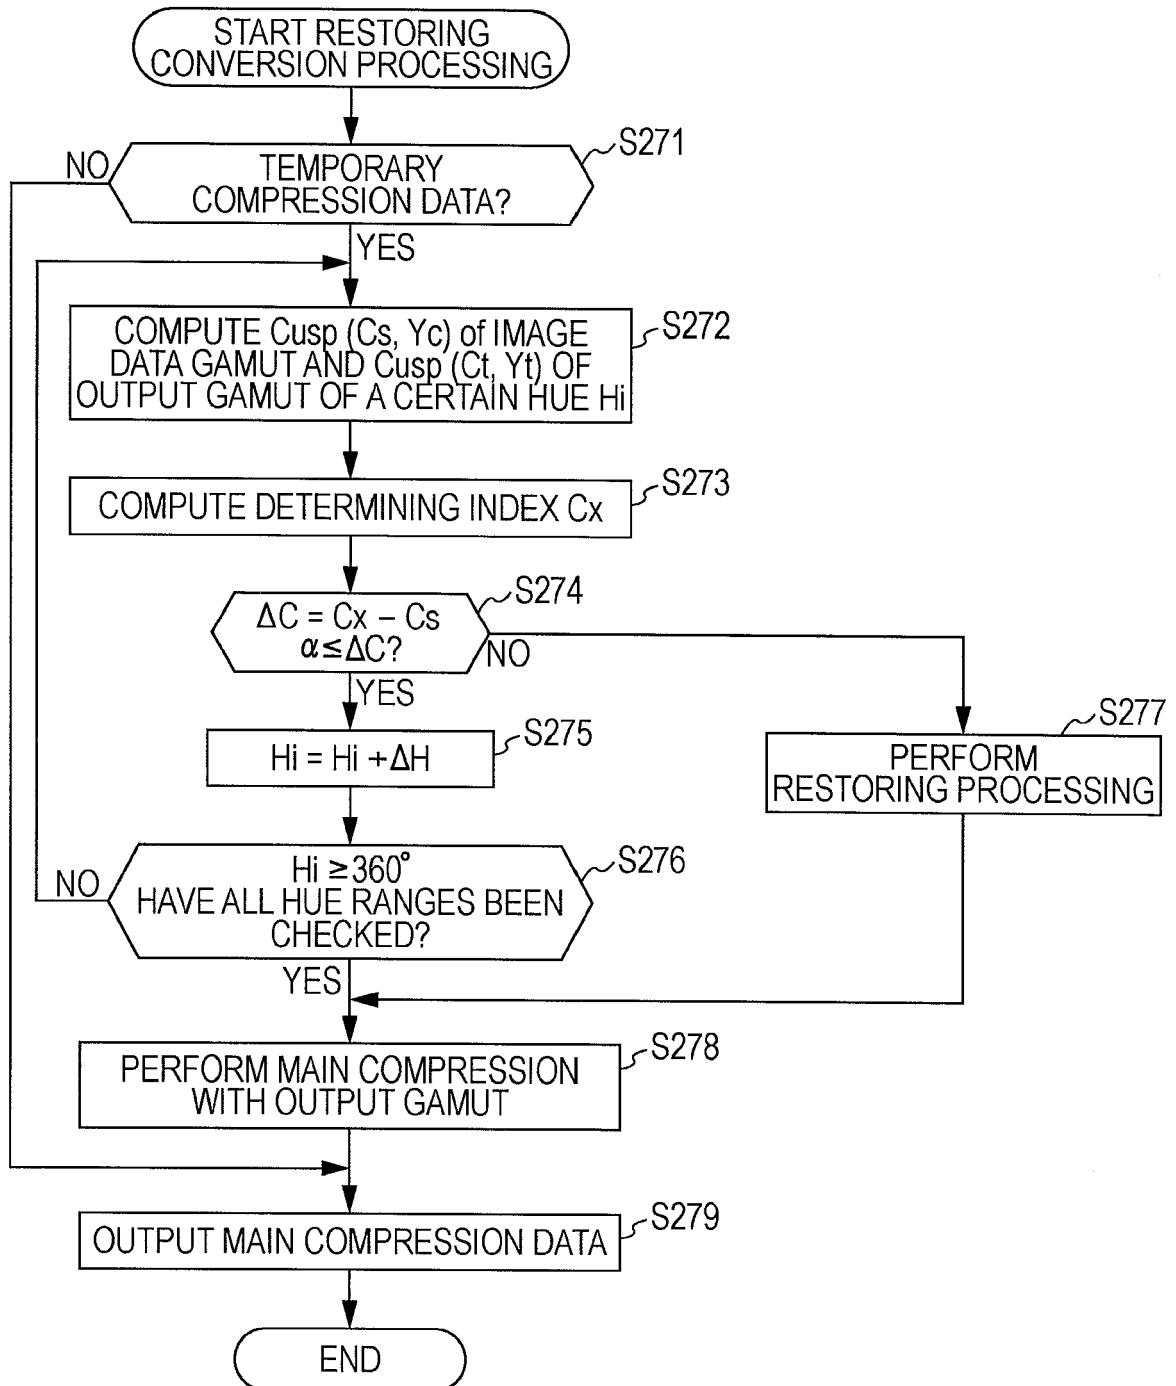 START RESTORING
CONVERSION PROCESSING
S271
NO
TEMPORARY
COMPRESSION DATA?
YES
S272
COMPUTE Cusp (Cs, Yc) of IMAGE
DATA GAMUT AND Cusp (Ct, Yt) OF
OUTPUT GAMUT OF A CERTAIN HUE Hi
S273
COMPUTE DETERMINING INDEX Cx
S274
ΔC = Cx – Cs
α ≤ ΔC?
NO
YES
S275
Hi = Hi + ΔH
S277
PERFORM
RESTORING PROCESSING
S276
Hi ≥ 360°
NO
HAVE ALL HUE RANGES BEEN
CHECKED?
YES
S278
PERFORM MAIN COMPRESSION
WITH OUTPUT GAMUT
S279
OUTPUT MAIN COMPRESSION DATA
END